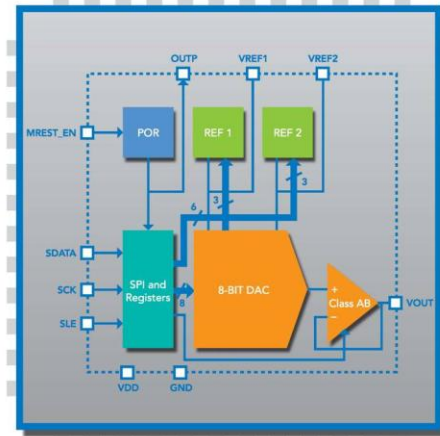 OUTP VREF1 VREF2
MREST_EN
POR
REF 1
REF 2
3
3
6
SDATA
SCK
SLE
SPI and
Registers
8
8-BIT DAC
+
Class AB
–
VOUT
VDD
GND